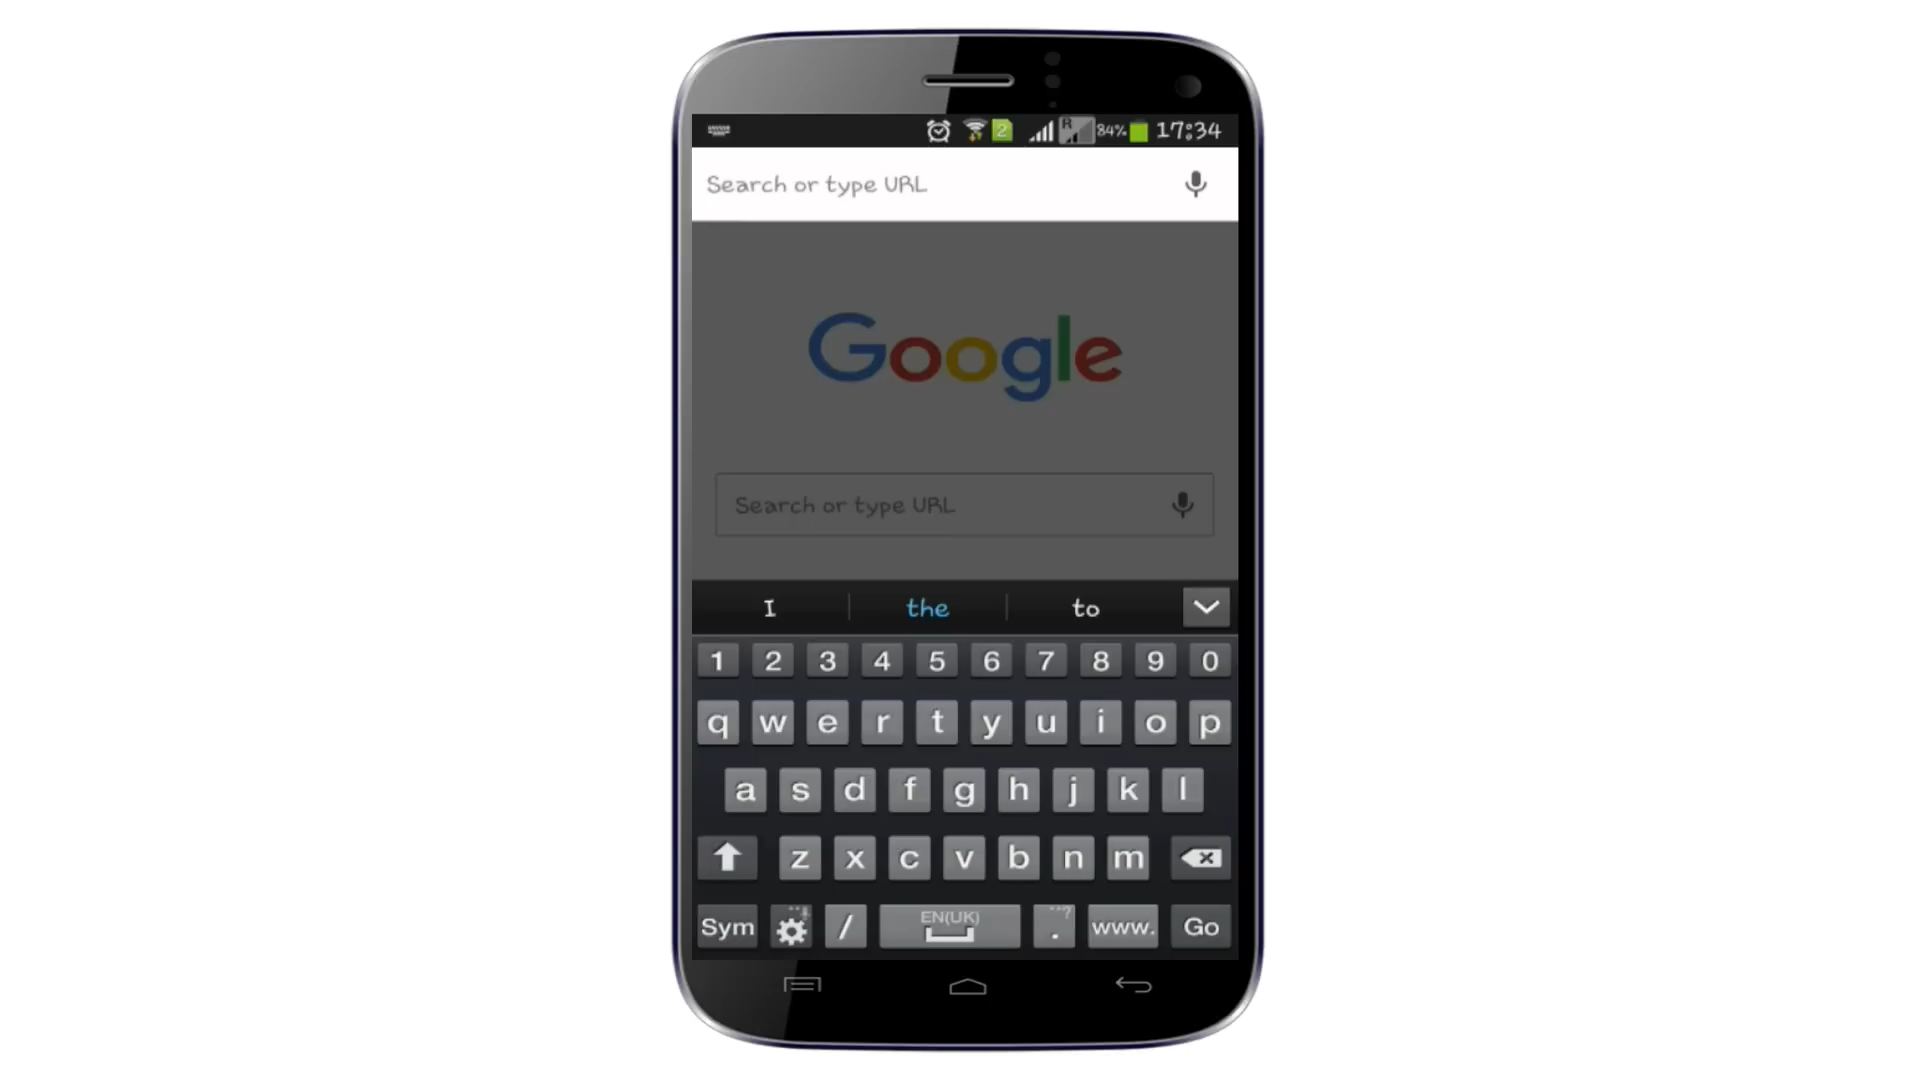 2 R 84% 17:34
Search or type URL
Google
Search or type URL
I the to
1 2 3 4 5 6 7 8 9 0
q w e r t y u i o p
a s d f g h j k l
z x c v b n m
Sym / EN(UK) ...? . www. Go